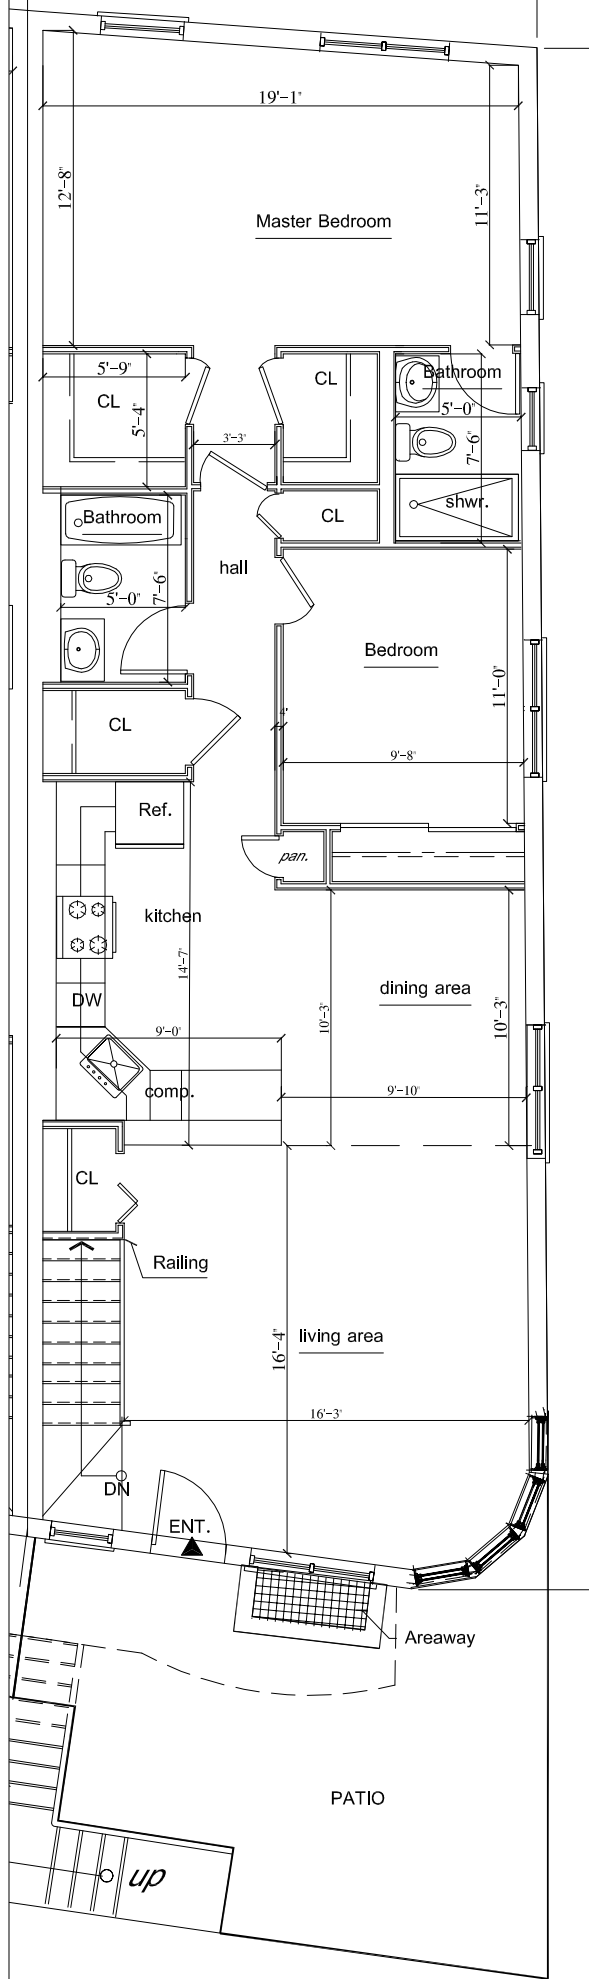 19'-1"
12'-8"
11'-3"
Master Bedroom
5'-9"
CL
5'-4"
CL
3'-3"
Bathroom
5'-0"
7'-6"
shwr.
CL
Bathroom
hall
5'-0"
7'-6"
Bedroom
11'-0"
CL
4'
9'-8"
Ref.
pan.
kitchen
14'-7"
dining area
DW
10'-3"
10'-3"
9'-0"
comp.
9'-10"
CL
Railing
living area
16'-4"
16'-3"
DN
ENT.
Areaway
PATIO
up